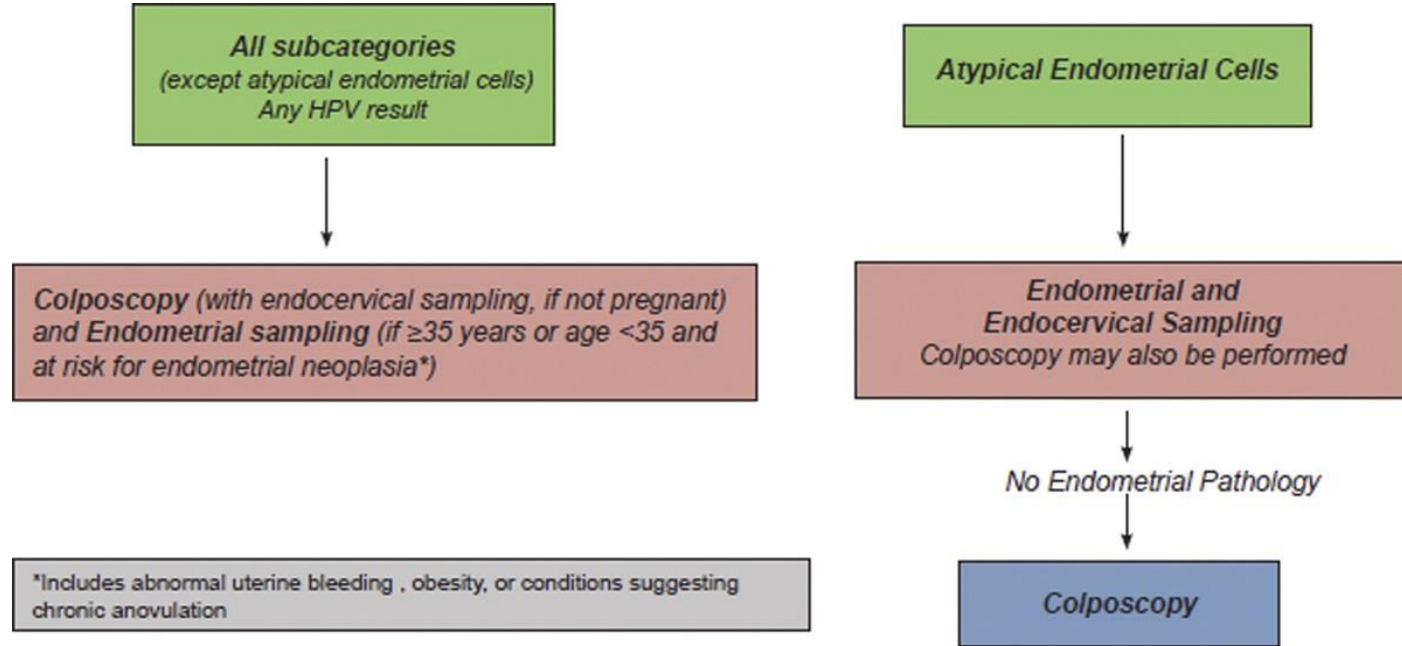 All subcategories
(except atypical endometrial cells)
Any HPV result
Colposcopy (with endocervical sampling, if not pregnant)
and Endometrial sampling (if ≥35 years or age <35 and
at risk for endometrial neoplasia*)
*Includes abnormal uterine bleeding , obesity, or conditions suggesting
chronic anovulation
Atypical Endometrial Cells
Endometrial and
Endocervical Sampling
Colposcopy may also be performed
No Endometrial Pathology
Colposcopy